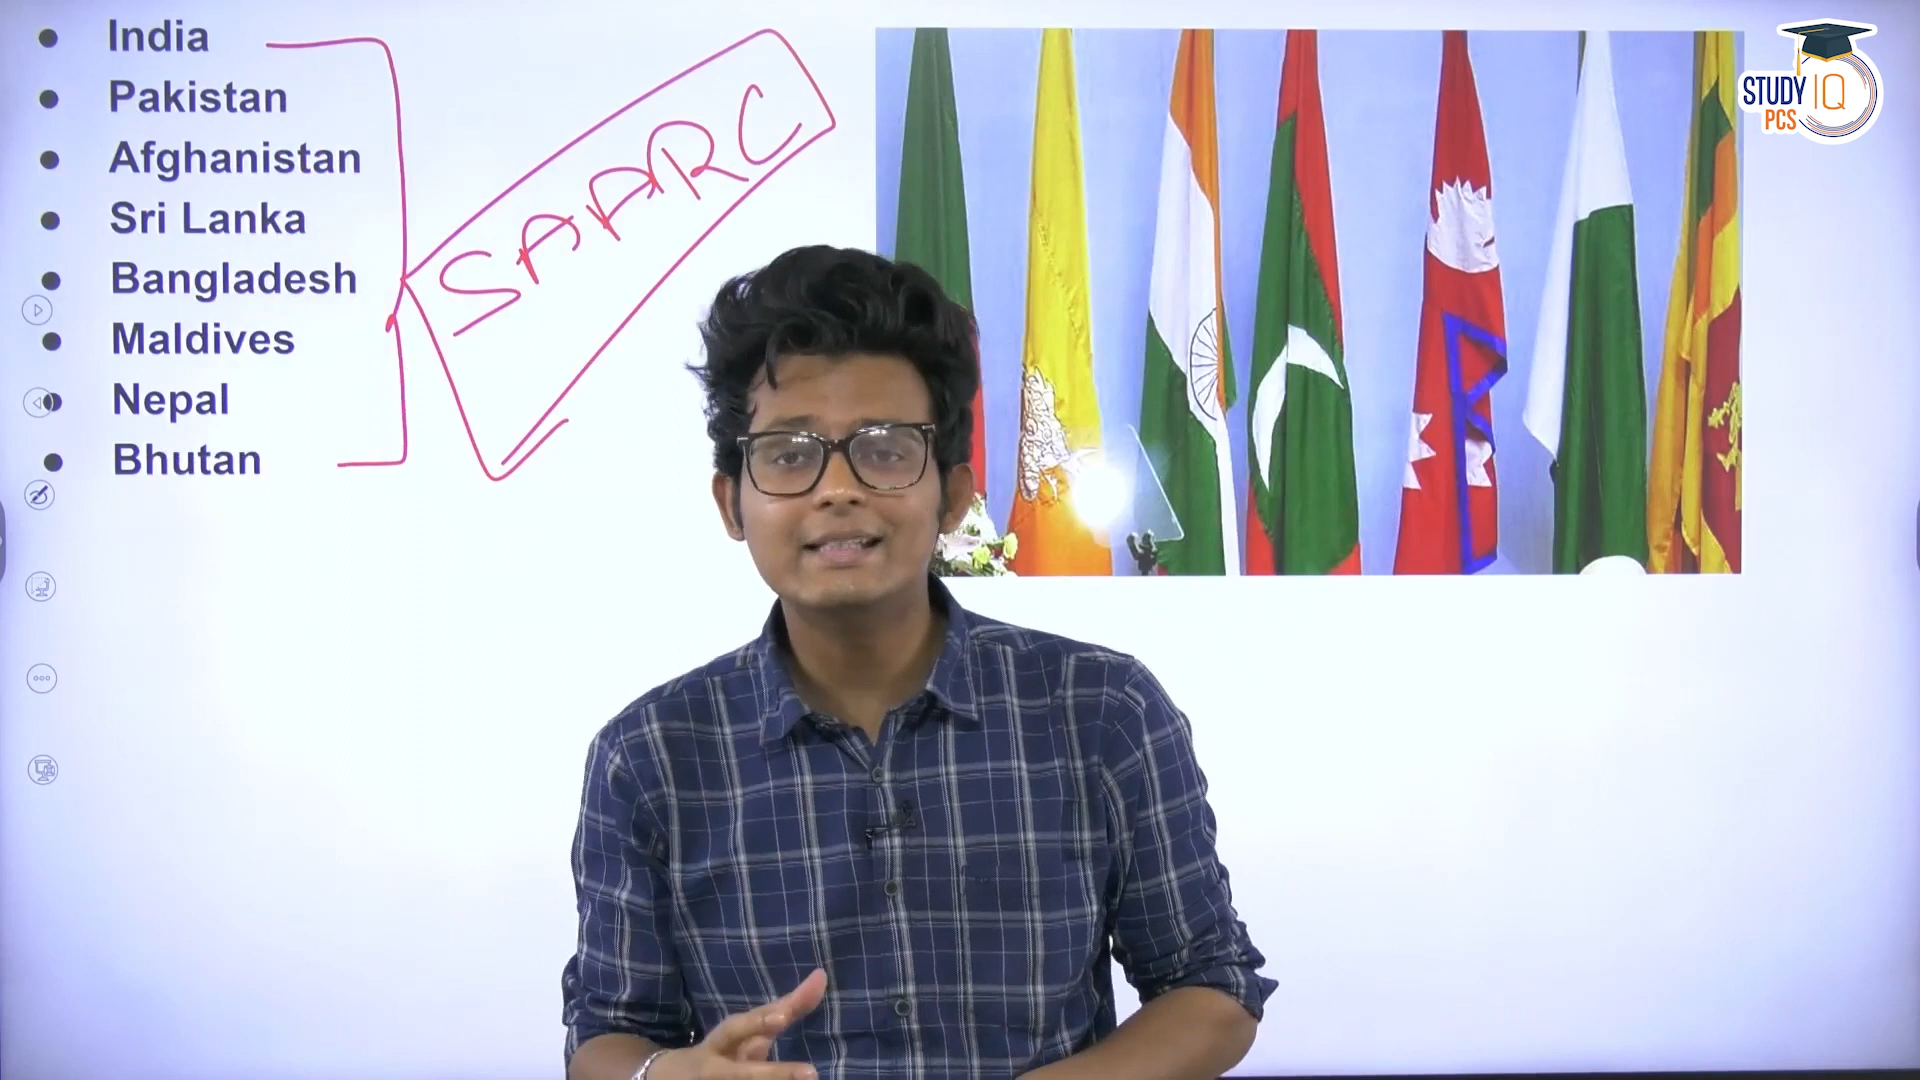 India
Pakistan
Afghanistan
Sri Lanka
Bangladesh
Maldives
Nepal
Bhutan
SAARC
STUDY IQ
PCS